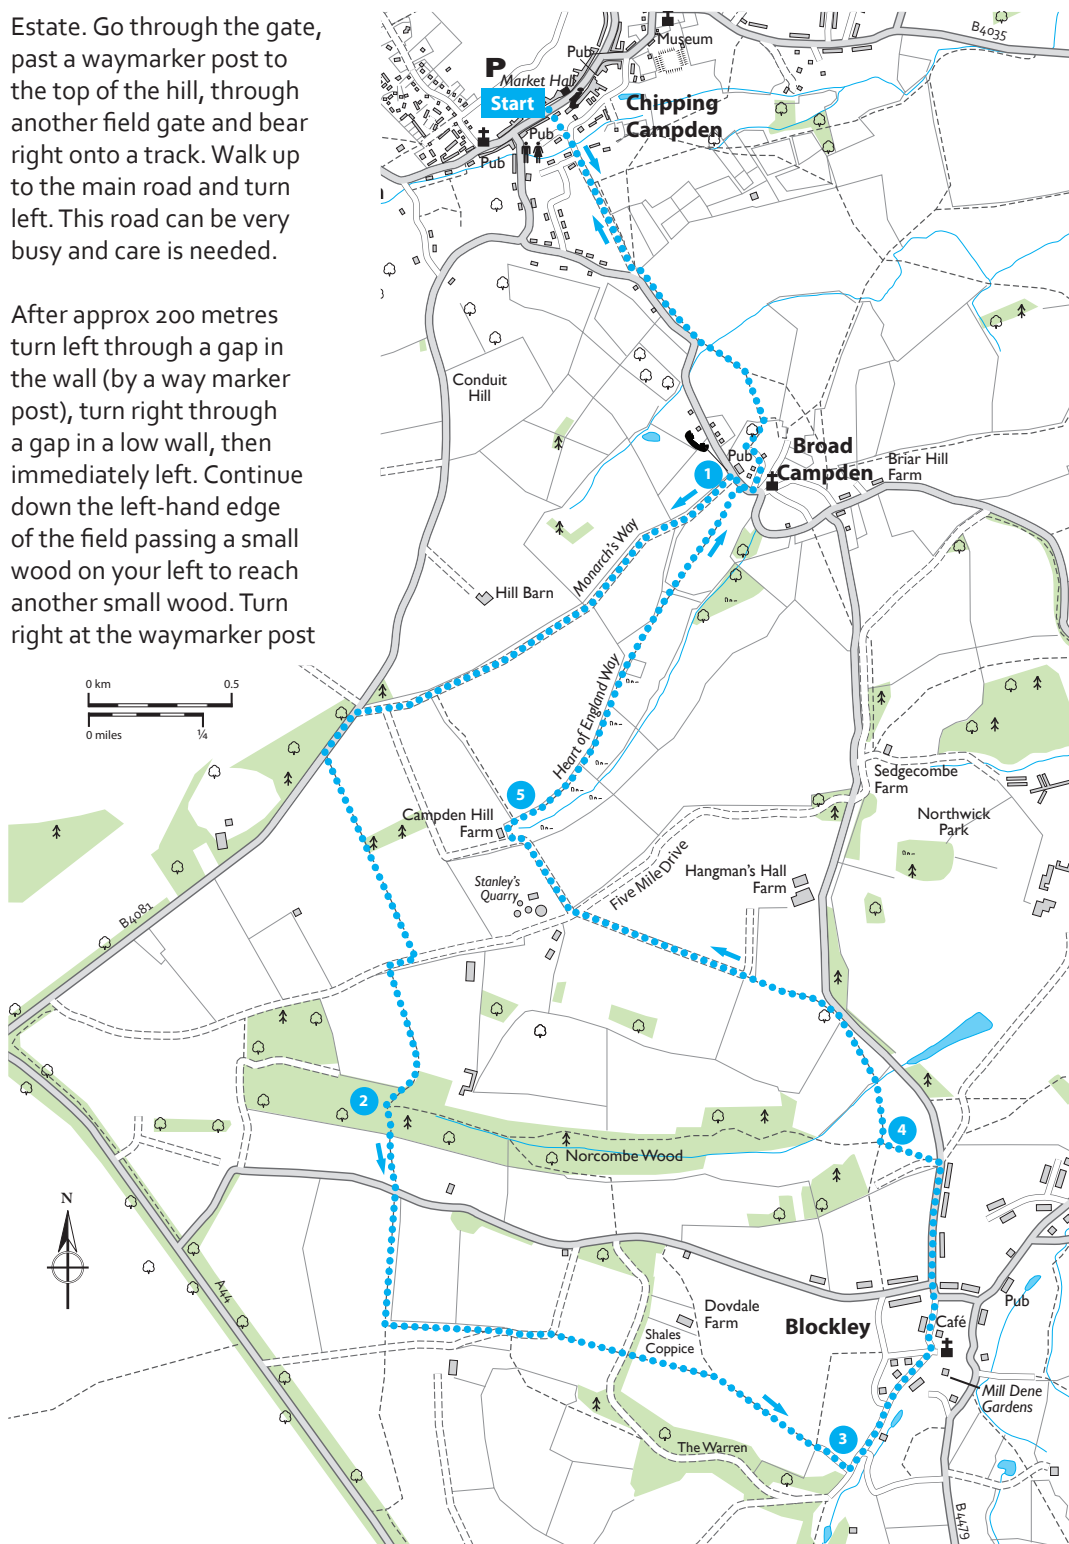 Estate. Go through the gate,
past a waymarker post to
the top of the hill, through
another field gate and bear
right onto a track. Walk up
to the main road and turn
left. This road can be very
busy and care is needed.
After approx 200 metres
turn left through a gap in
the wall (by a way marker
post), turn right through
a gap in a low wall, then
immediately left. Continue
down the left-hand edge
of the field passing a small
wood on your left to reach
another small wood. Turn
right at the waymarker post
0 km 0.5
0 miles ¼
B4035
Museum
Pub
P
Market Hall
Start
Chipping
Campden
Pub
Pub
Conduit
Hill
Broad
Campden
Pub
1
Briar Hill
Farm
Monarch's Way
Hill Barn
Heart of England Way
5
Campden Hill
Farm
Sedgecombe
Farm
Northwick
Park
Stanley's
Quarry
Five Mile Drive
Hangman's Hall
Farm
B4081
2
4
Norcombe Wood
N
A44
Dovdale
Farm
Shales
Coppice
Blockley
Pub
Café
Mill Dene
Gardens
3
The Warren
B4479